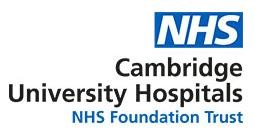 NHS
Cambridge
University Hospitals
NHS Foundation Trust